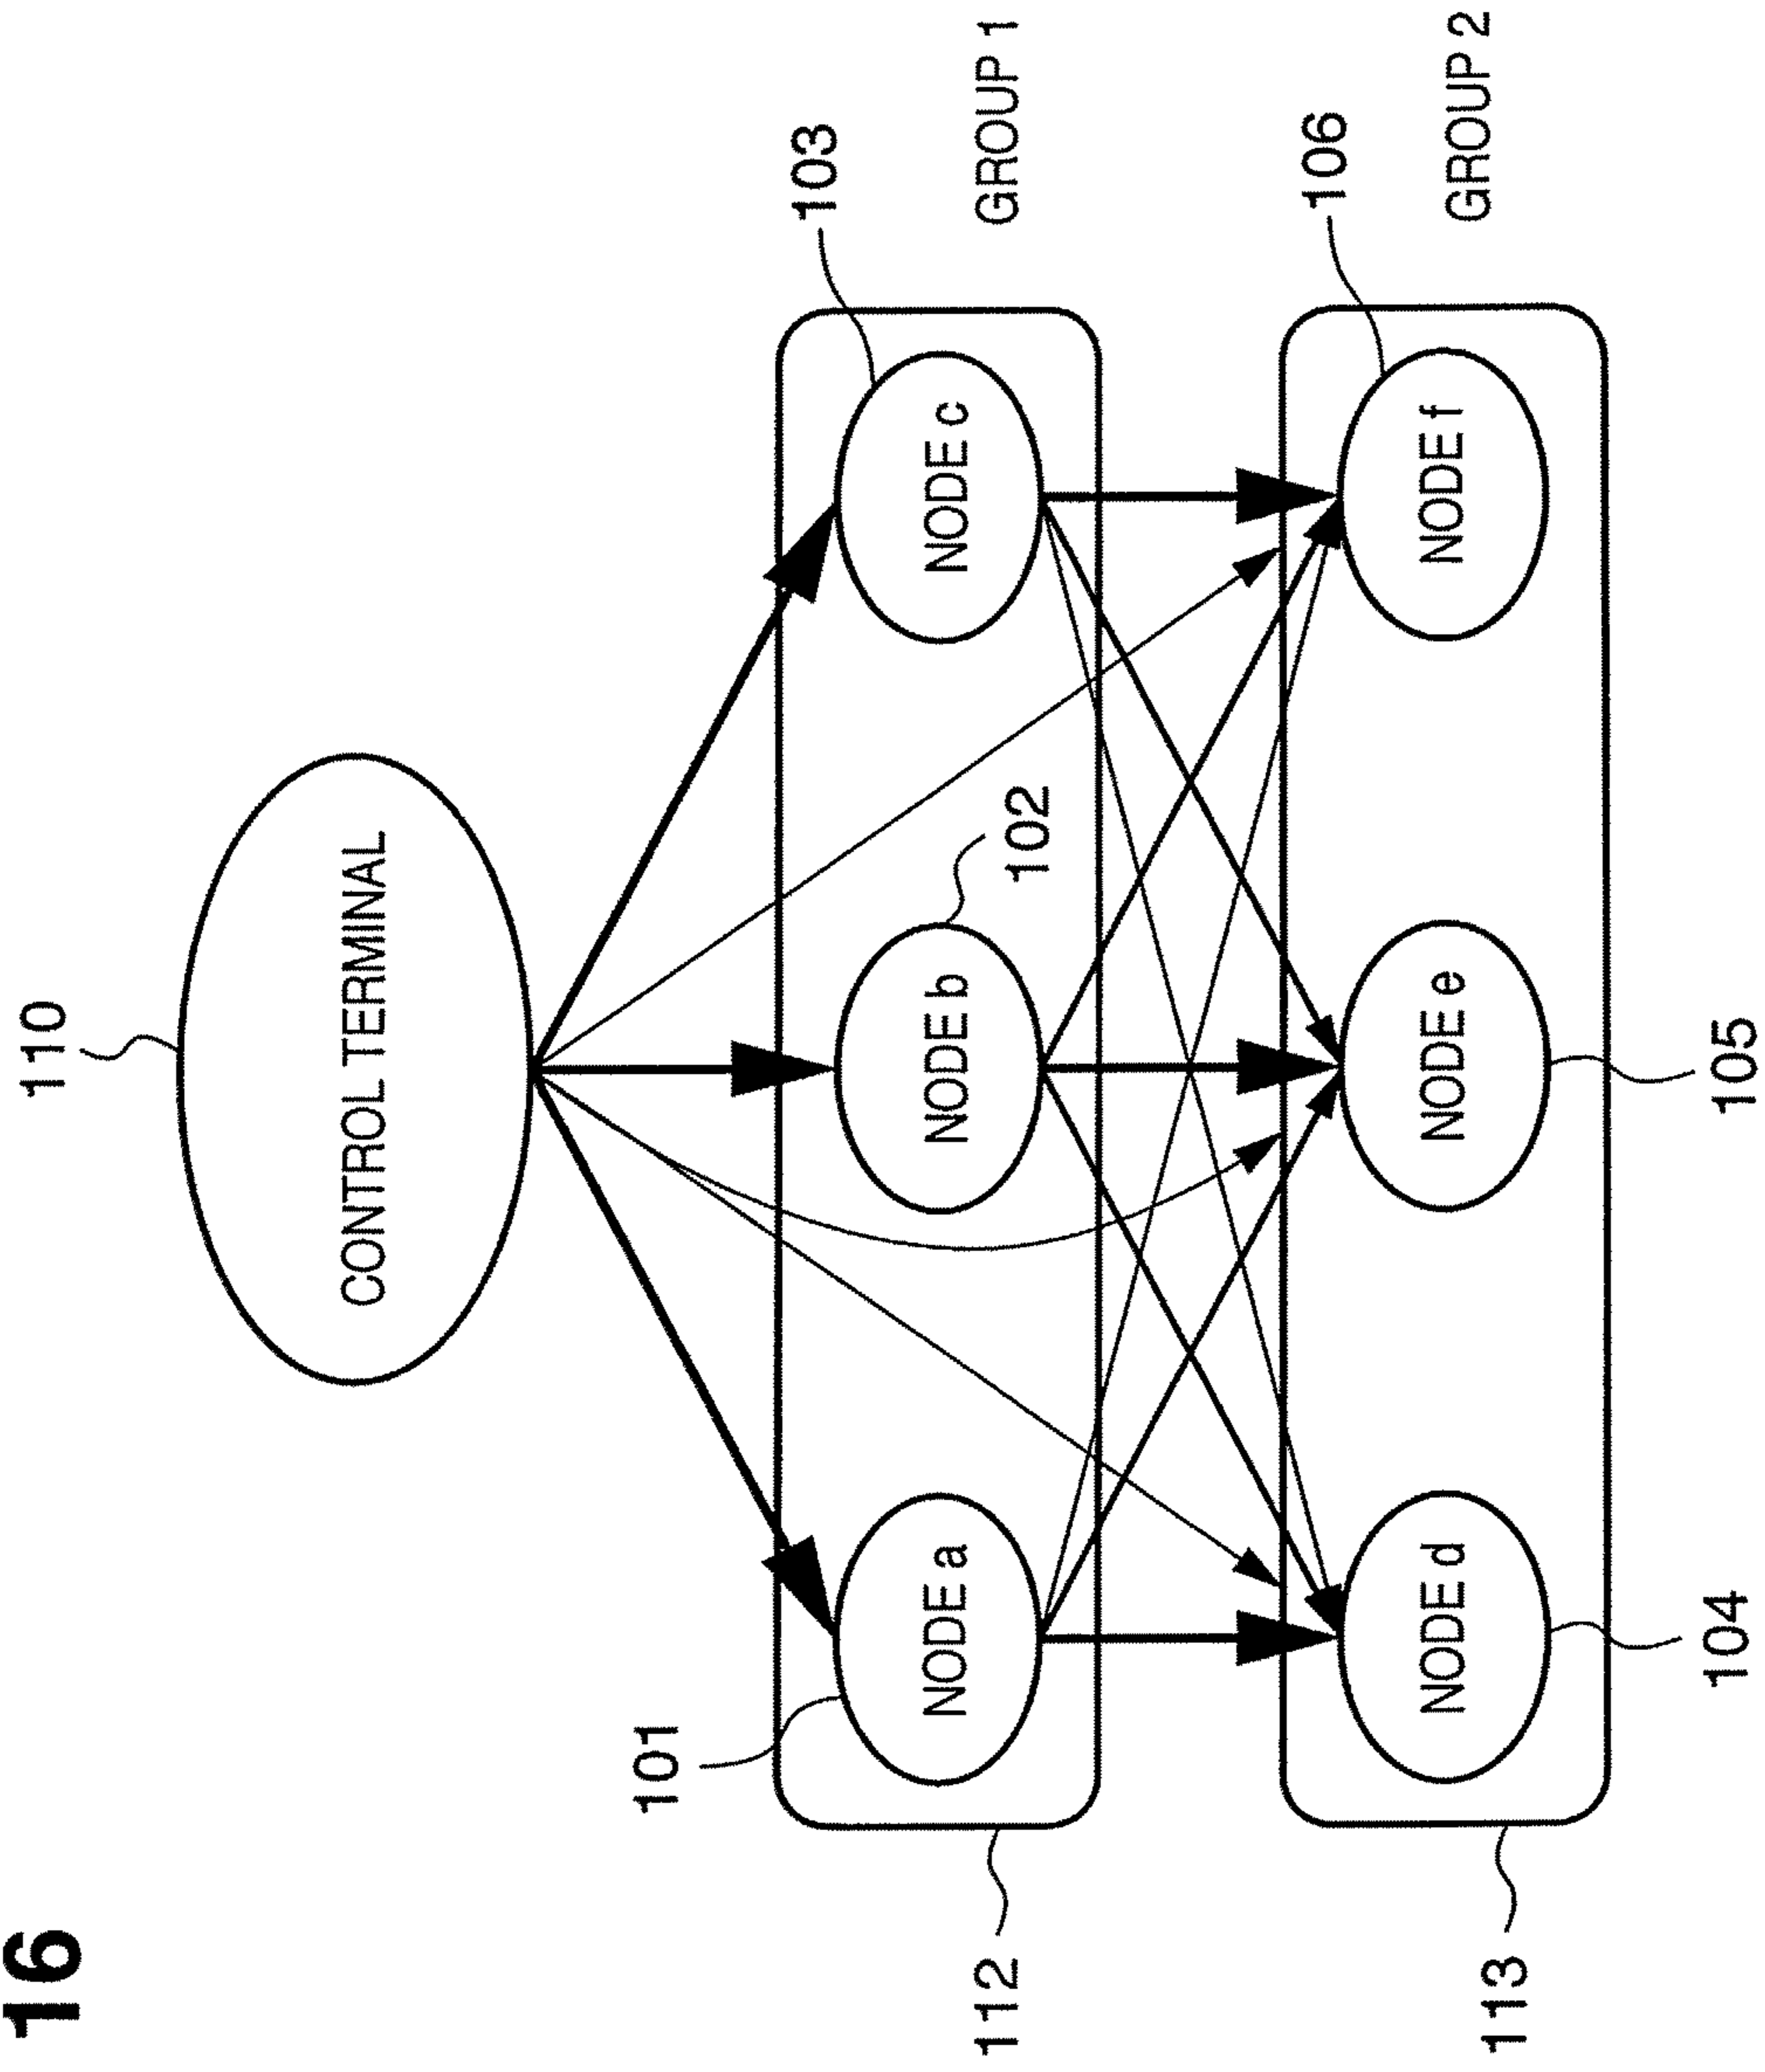 16
110
CONTROL TERMINAL
101
103
NODE a
NODE b
NODE c
102
112
GROUP 1
106
NODE d
NODE e
NODE f
113
GROUP 2
104
105